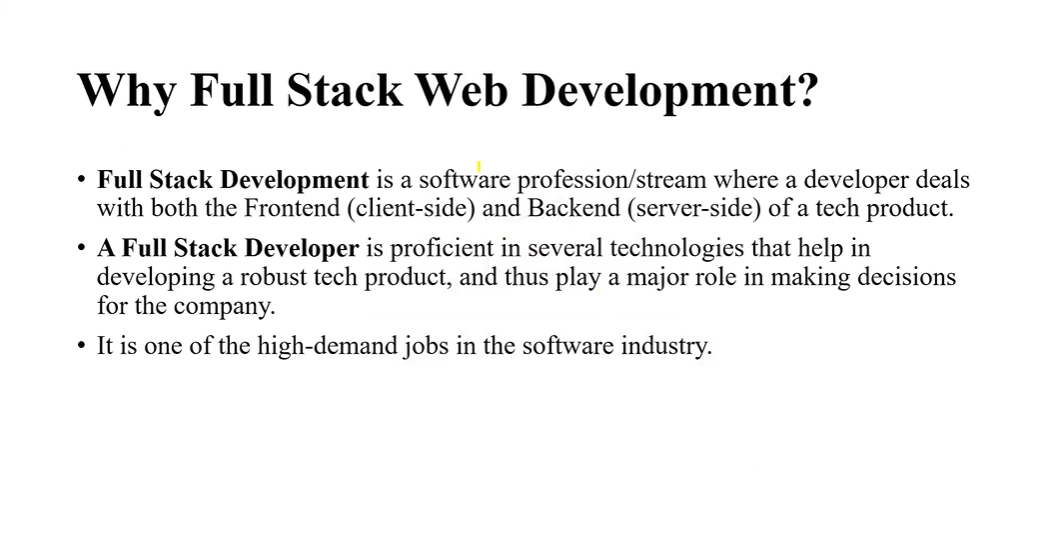 Why Full Stack Web Development?
• Full Stack Development is a software profession/stream where a developer deals
with both the Frontend (client-side) and Backend (server-side) of a tech product.
• A Full Stack Developer is proficient in several technologies that help in
developing a robust tech product, and thus play a major role in making decisions
for the company.
• It is one of the high-demand jobs in the software industry.